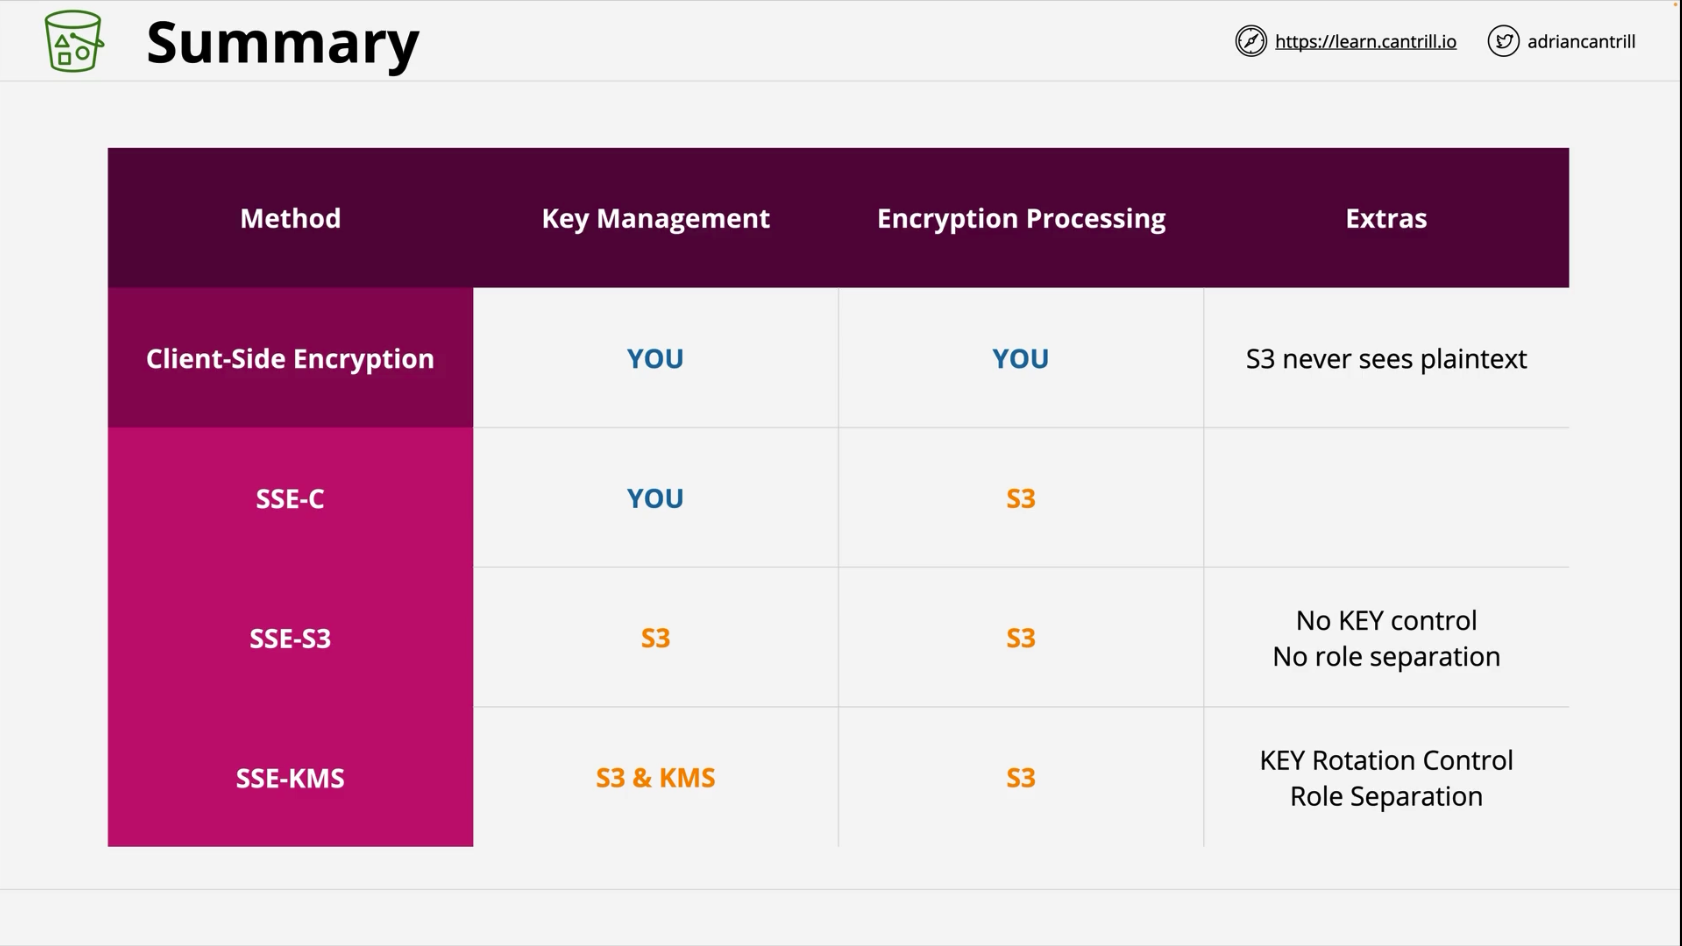 Summary
https://learn.cantrill.io
adriancantrill
Method
Key Management
Encryption Processing
Extras
Client-Side Encryption
YOU
YOU
S3 never sees plaintext
SSE-C
YOU
S3
SSE-S3
S3
S3
No KEY control
No role separation
SSE-KMS
S3 & KMS
S3
KEY Rotation Control
Role Separation